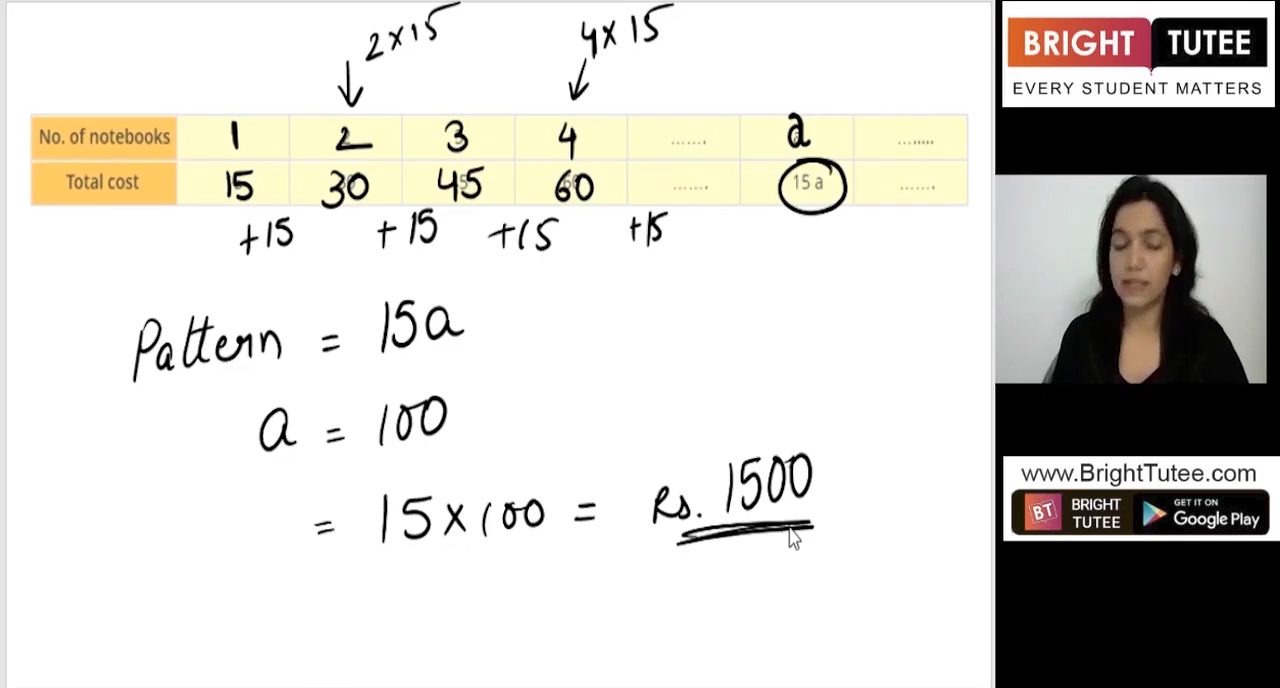 2×15 4×15
No. of notebooks 1 2 3 4 ....... a .......
Total cost 15 30 45 60 ....... 15 a .......
+15 +15 +15 +15
Pattern = 15a
a = 100
= 15×100 = Rs. 1500
BRIGHT TUTEE
EVERY STUDENT MATTERS
www.BrightTutee.com
BT BRIGHT TUTEE
GET IT ON
Google Play